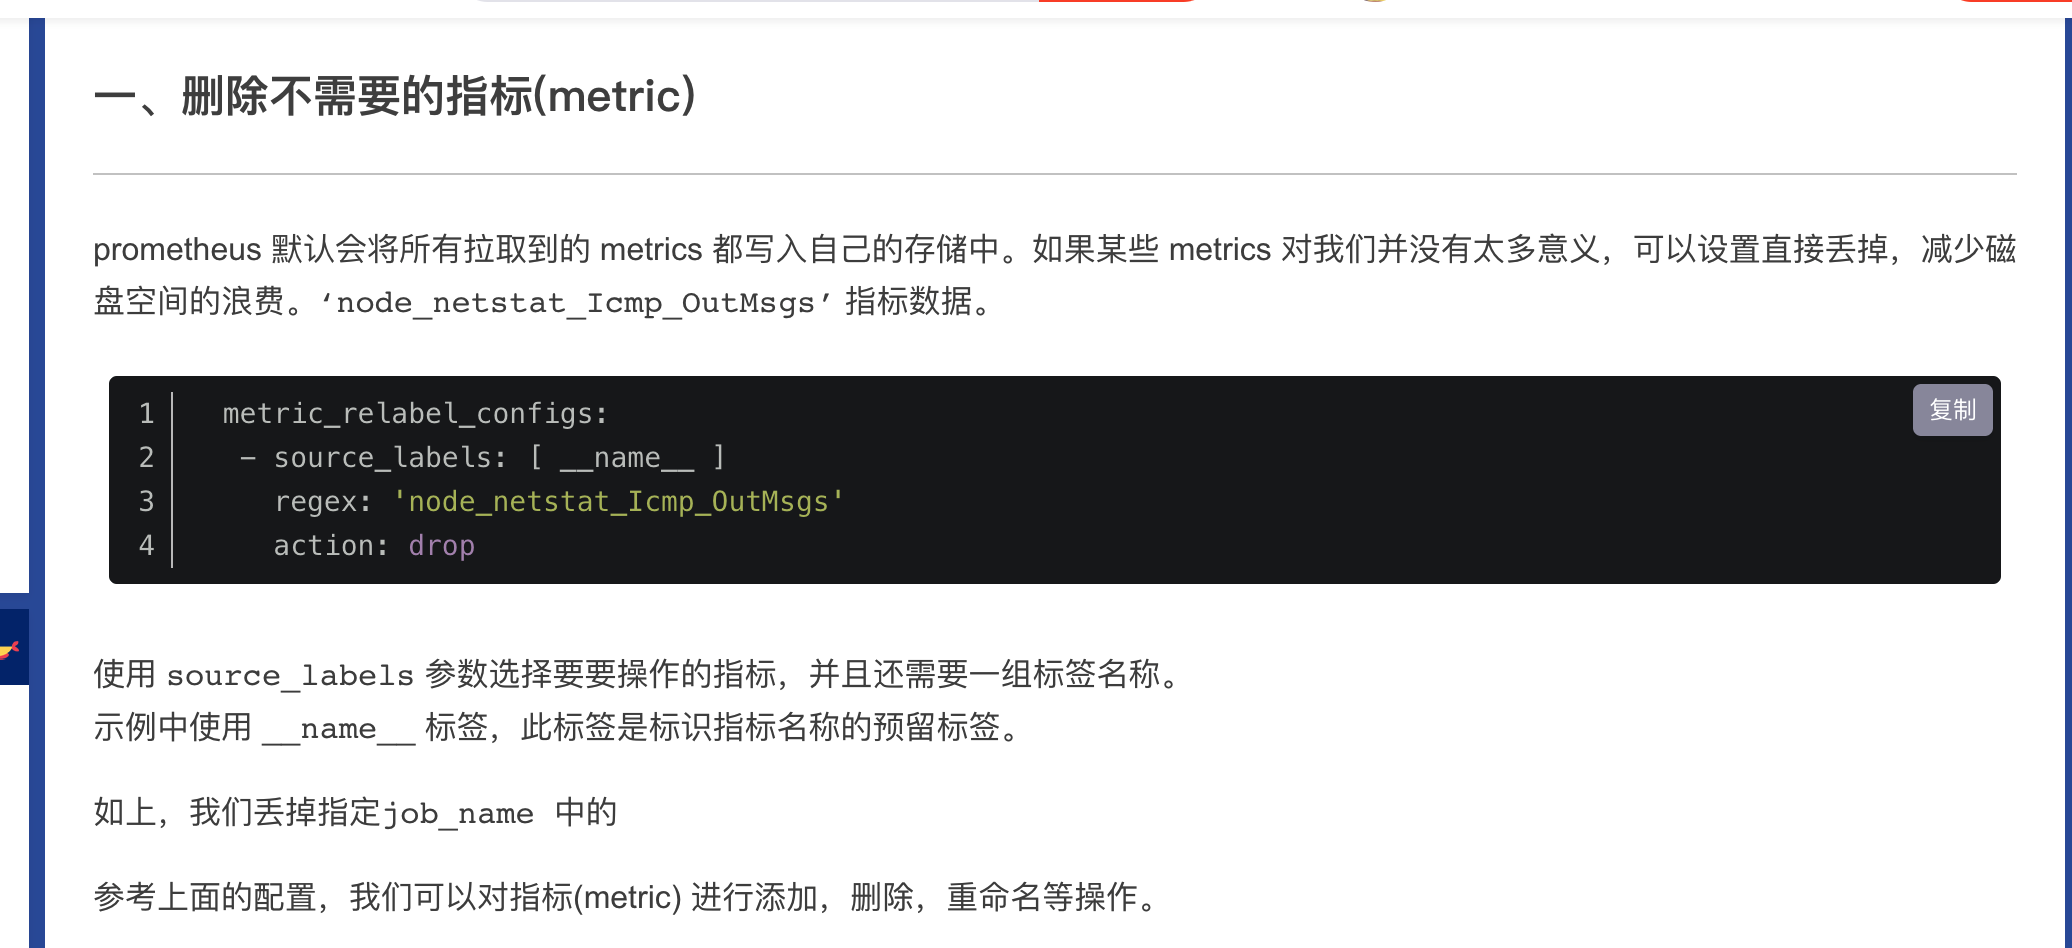 一、删除不需要的指标(metric)
prometheus 默认会将所有拉取到的 metrics 都写入自己的存储中。如果某些 metrics 对我们并没有太多意义，可以设置直接丢掉，减少磁
盘空间的浪费。‘node_netstat_Icmp_OutMsgs’ 指标数据。
复制
1 metric_relabel_configs:
2 - source_labels: [ __name__ ]
3 regex: 'node_netstat_Icmp_OutMsgs'
4 action: drop
使用 source_labels 参数选择要要操作的指标，并且还需要一组标签名称。
示例中使用 __name__ 标签，此标签是标识指标名称的预留标签。
如上，我们丢掉指定job_name 中的
参考上面的配置，我们可以对指标(metric) 进行添加，删除，重命名等操作。